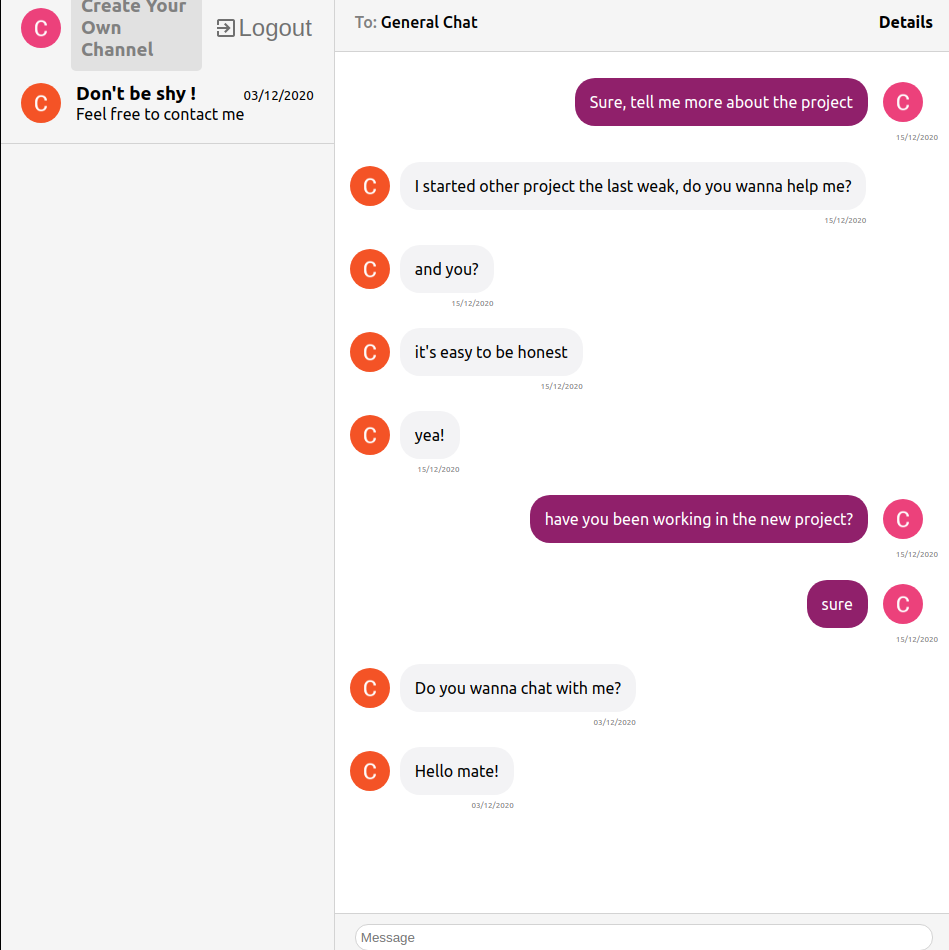 C
Create Your
Own
Channel
Logout
C
Don't be shy !
03/12/2020
Feel free to contact me
To: General Chat
Details
Sure, tell me more about the project
C
15/12/2020
C
I started other project the last weak, do you wanna help me?
15/12/2020
C
and you?
15/12/2020
C
it's easy to be honest
15/12/2020
C
yea!
15/12/2020
have you been working in the new project?
C
15/12/2020
sure
C
15/12/2020
C
Do you wanna chat with me?
03/12/2020
C
Hello mate!
03/12/2020
Message